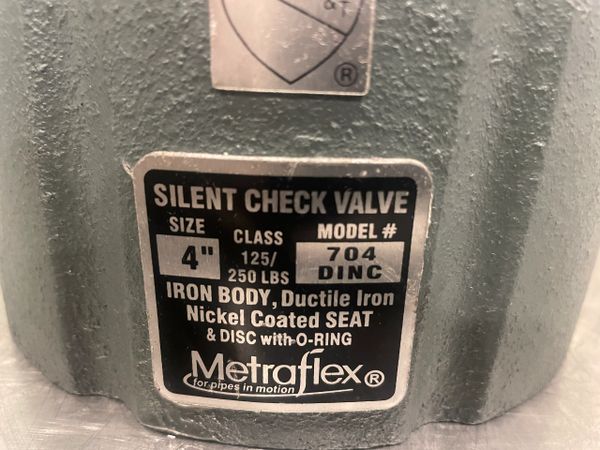 & T
®
SILENT CHECK VALVE
SIZE
4"
CLASS
125/
250 LBS
MODEL #
704
DINC
IRON BODY, Ductile Iron
Nickel Coated SEAT
& DISC with O-RING
Metraflex®
for pipes in motion